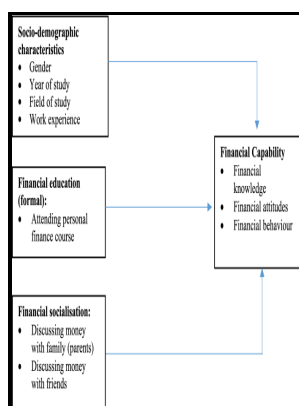 Socio-demographic
characteristics
• Gender
• Year of study
• Field of study
• Work experience
Financial education
(formal):
• Attending personal
finance course
Financial socialisation:
• Discussing money
with family (parents)
• Discussing money
with friends
Financial Capability
• Financial
knowledge
• Financial attitudes
• Financial behaviour